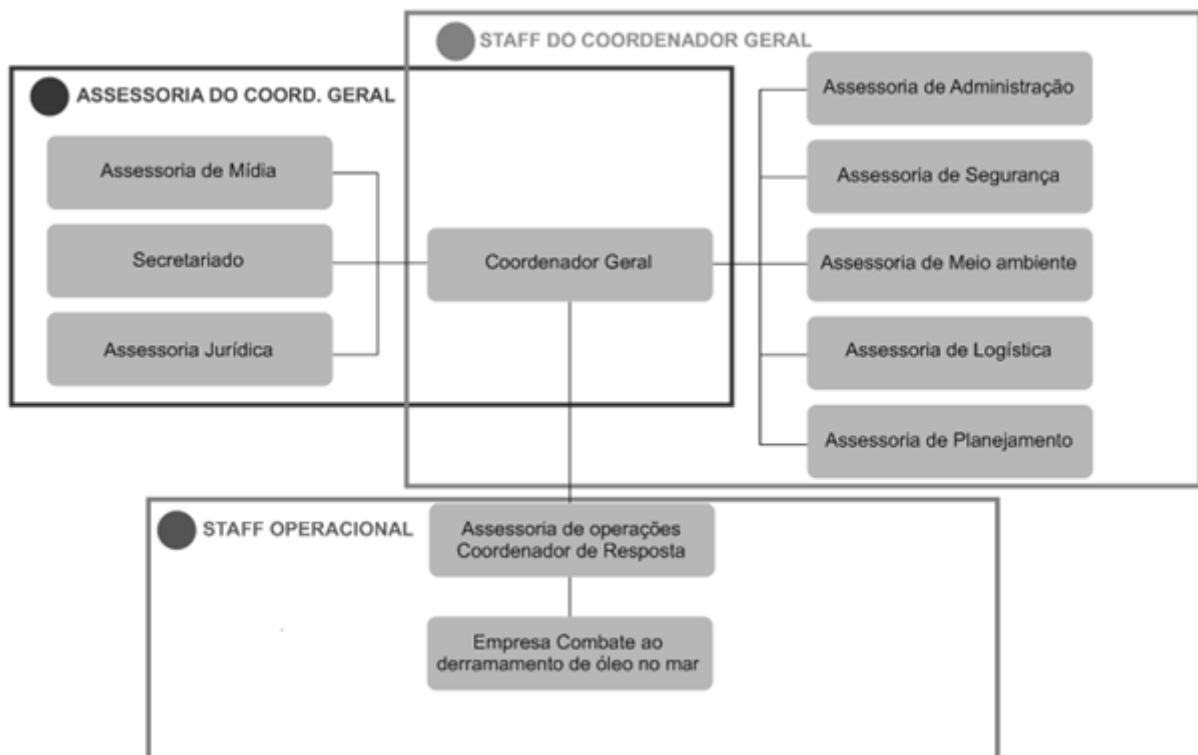 STAFF DO COORDENADOR GERAL
ASSESSORIA DO COORD. GERAL
Assessoria de Mídia
Secretariado
Assessoria Jurídica
Coordenador Geral
Assessoria de Administração
Assessoria de Segurança
Assessoria de Meio ambiente
Assessoria de Logística
Assessoria de Planejamento
STAFF OPERACIONAL
Assessoria de operações
Coordenador de Resposta
Empresa Combate ao
derramamento de óleo no mar